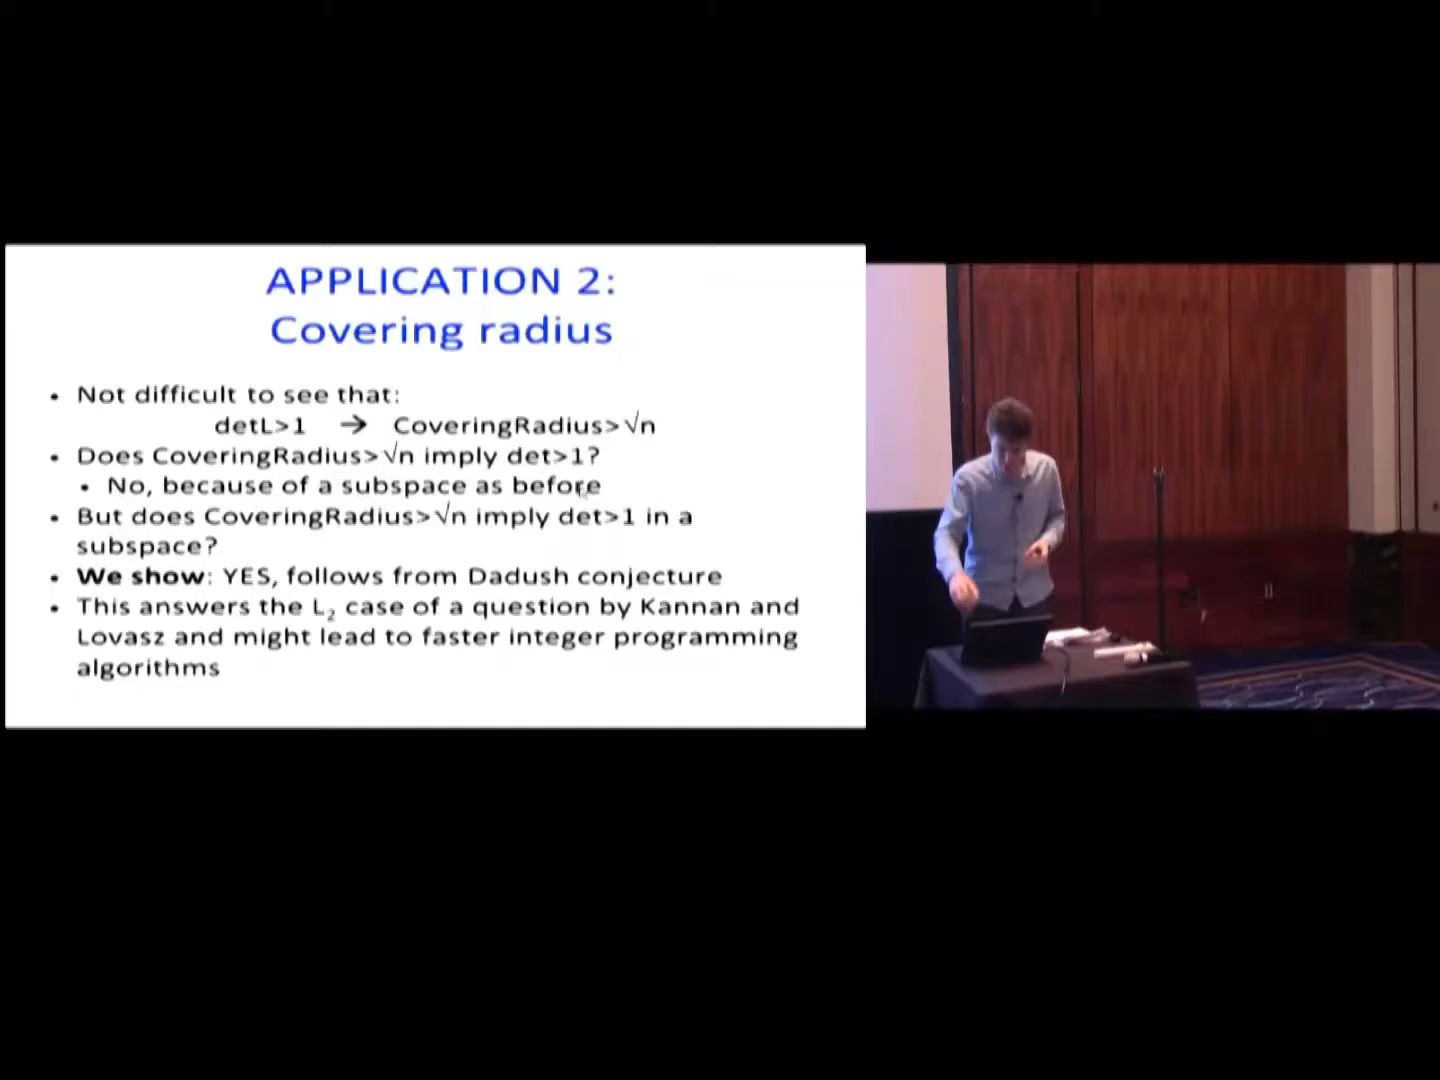 APPLICATION 2:
Covering radius
• Not difficult to see that:
detL>1 → CoveringRadius>√n
• Does CoveringRadius>√n imply det>1?
• No, because of a subspace as before
• But does CoveringRadius>√n imply det>1 in a
subspace?
• We show: YES, follows from Dadush conjecture
• This answers the L₂ case of a question by Kannan and
Lovasz and might lead to faster integer programming
algorithms